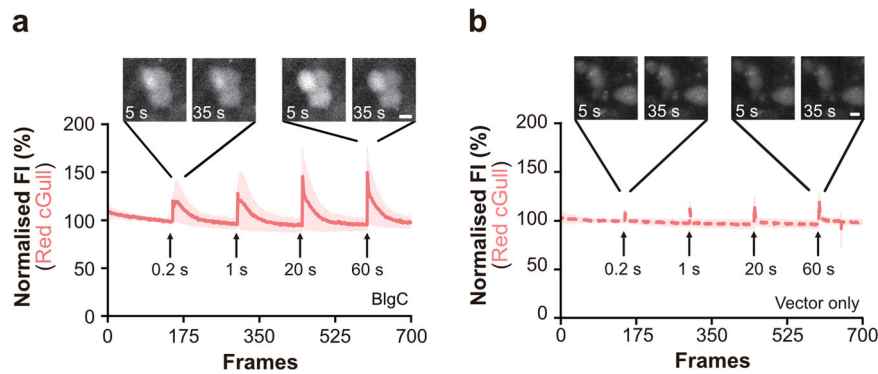 a
5 s
35 s
5 s
35 s
Normalised FI (%)
(Red cGull)
200
150
100
50
0
0.2 s
1 s
20 s
60 s
BlgC
0
175
350
525
700
Frames
b
5 s
35 s
5 s
35 s
Normalised FI (%)
(Red cGull)
200
150
100
50
0
0.2 s
1 s
20 s
60 s
Vector only
0
175
350
525
700
Frames